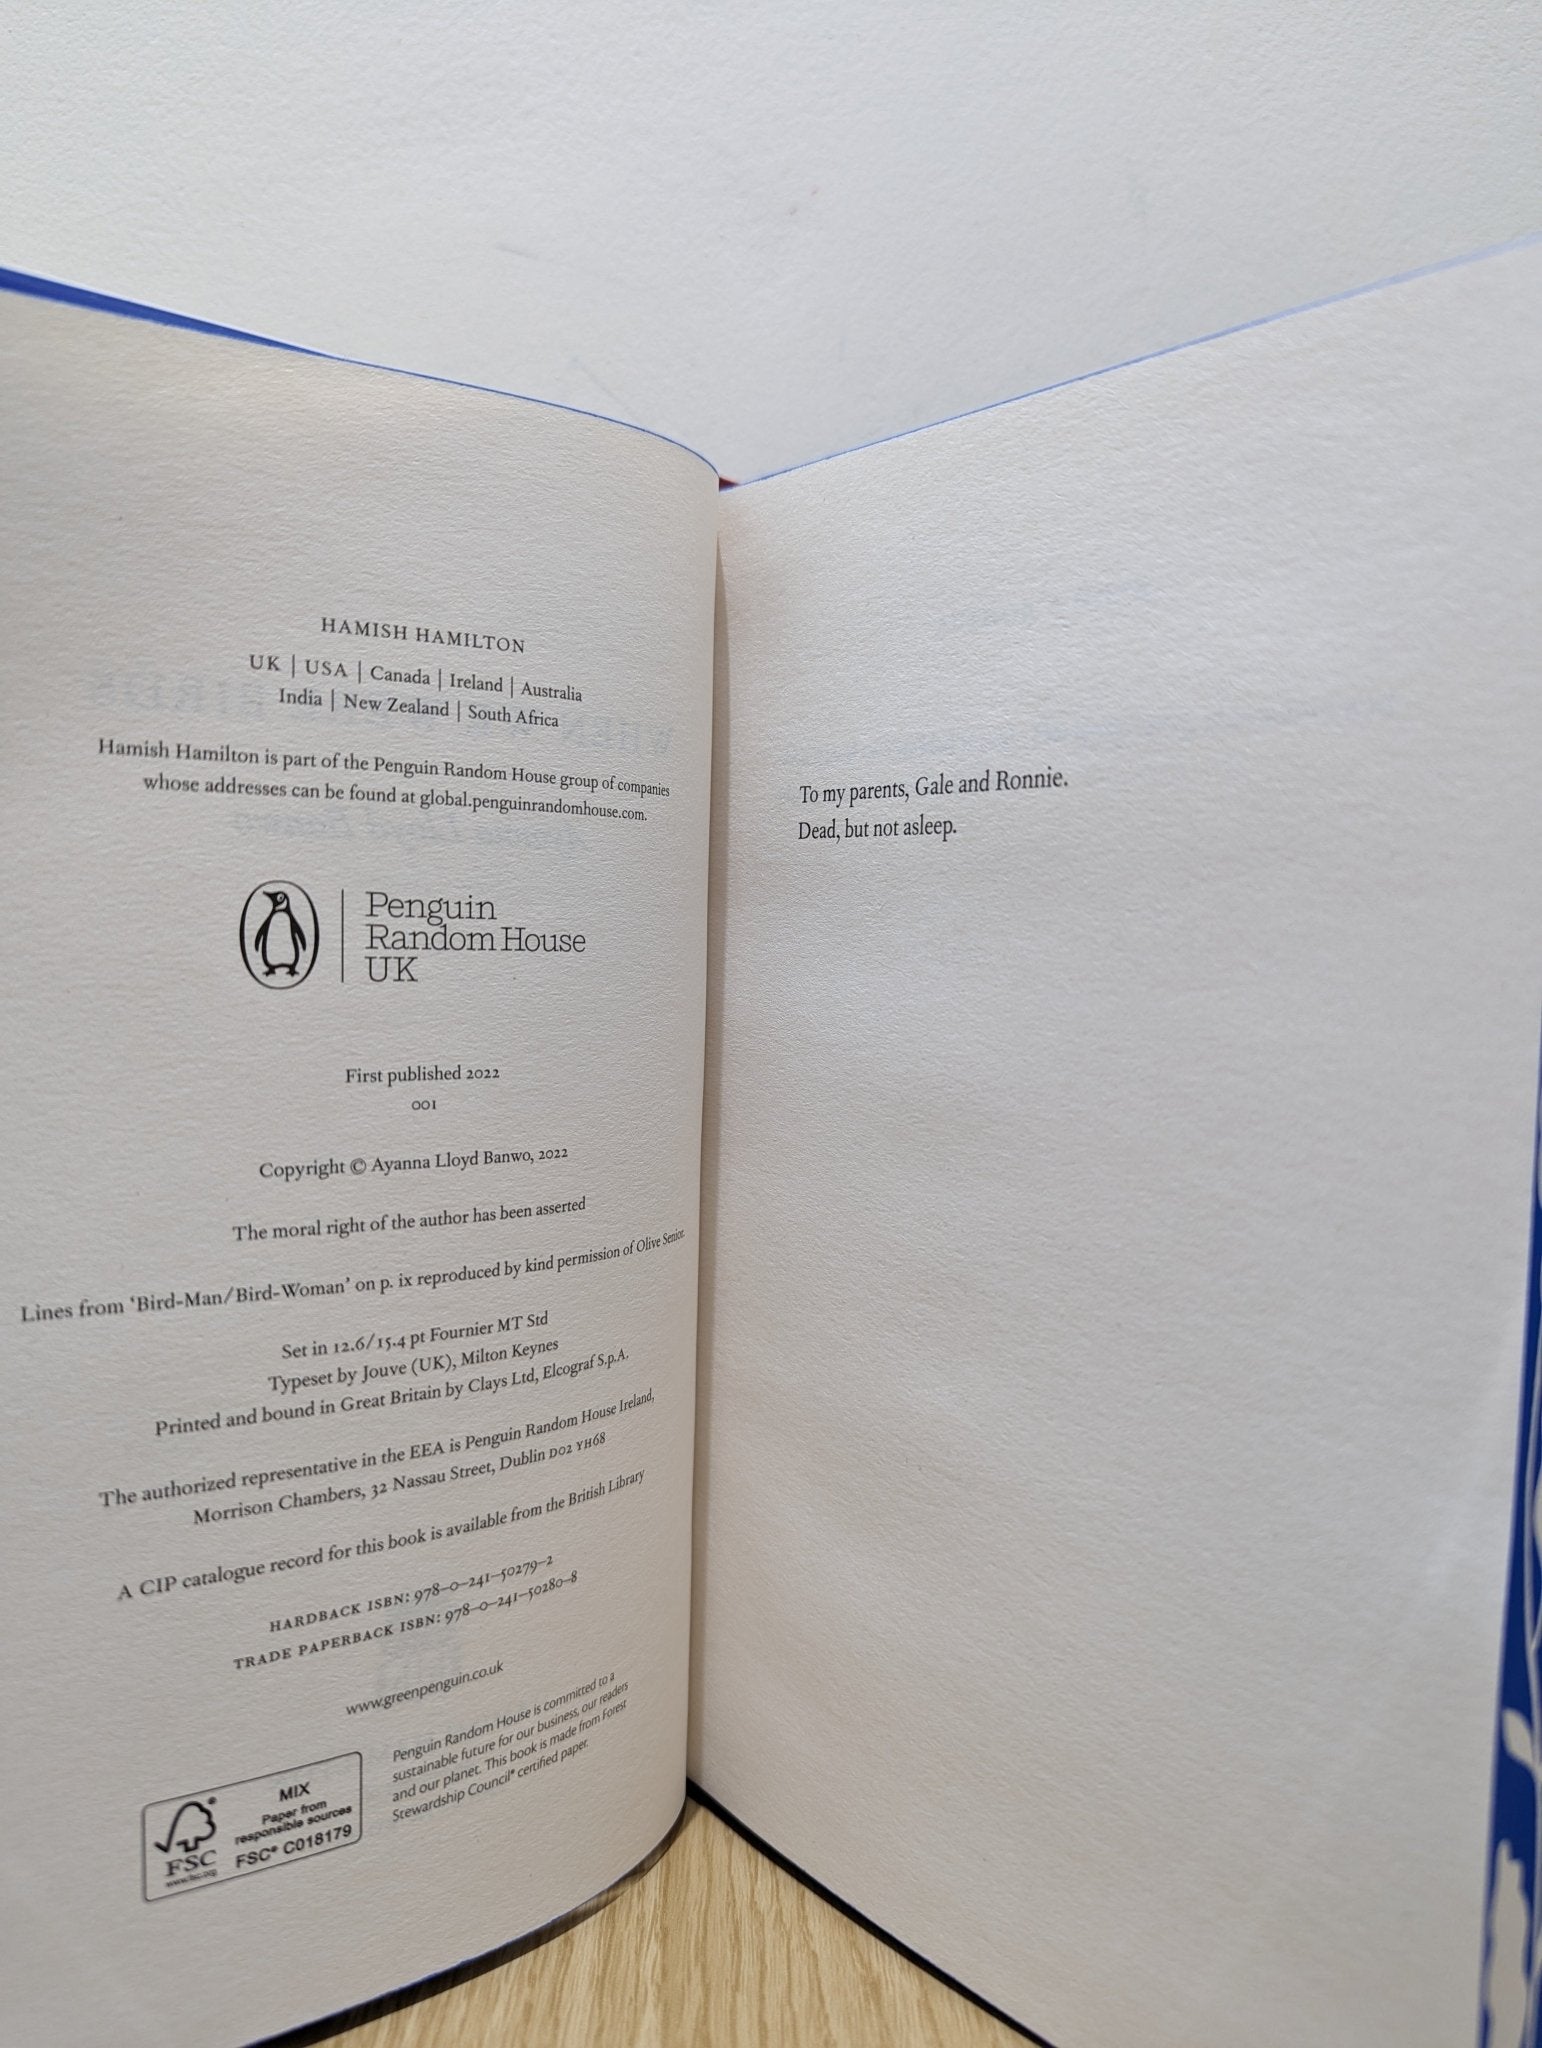 HAMISH HAMILTON
UK | USA | Canada | Ireland | Australia
India | New Zealand | South Africa
Hamish Hamilton is part of the Penguin Random House group of companies
whose addresses can be found at global.penguinrandomhouse.com.
Penguin
Random House
UK
First published 2022
001
Copyright © Ayanna Lloyd Banwo, 2022
The moral right of the author has been asserted
Lines from ‘Bird-Man/Bird-Woman’ on p. ix reproduced by kind permission of Olive Senior.
Set in 12.6/15.4 pt Fournier MT Std
Typeset by Jouve (UK), Milton Keynes
Printed and bound in Great Britain by Clays Ltd, Elcograf S.p.A.
The authorized representative in the EEA is Penguin Random House Ireland,
Morrison Chambers, 32 Nassau Street, Dublin D02 YH68
A CIP catalogue record for this book is available from the British Library
HARDBACK ISBN: 978–0–241–50279–2
TRADE PAPERBACK ISBN: 978–0–241–50280–8
www.greenpenguin.co.uk
Penguin Random House is committed to a
sustainable future for our business, our readers
and our planet. This book is made from Forest
Stewardship Council® certified paper.
MIX
Paper from
responsible sources
FSC® C018179
FSC
www.fsc.org
To my parents, Gale and Ronnie.
Dead, but not asleep.